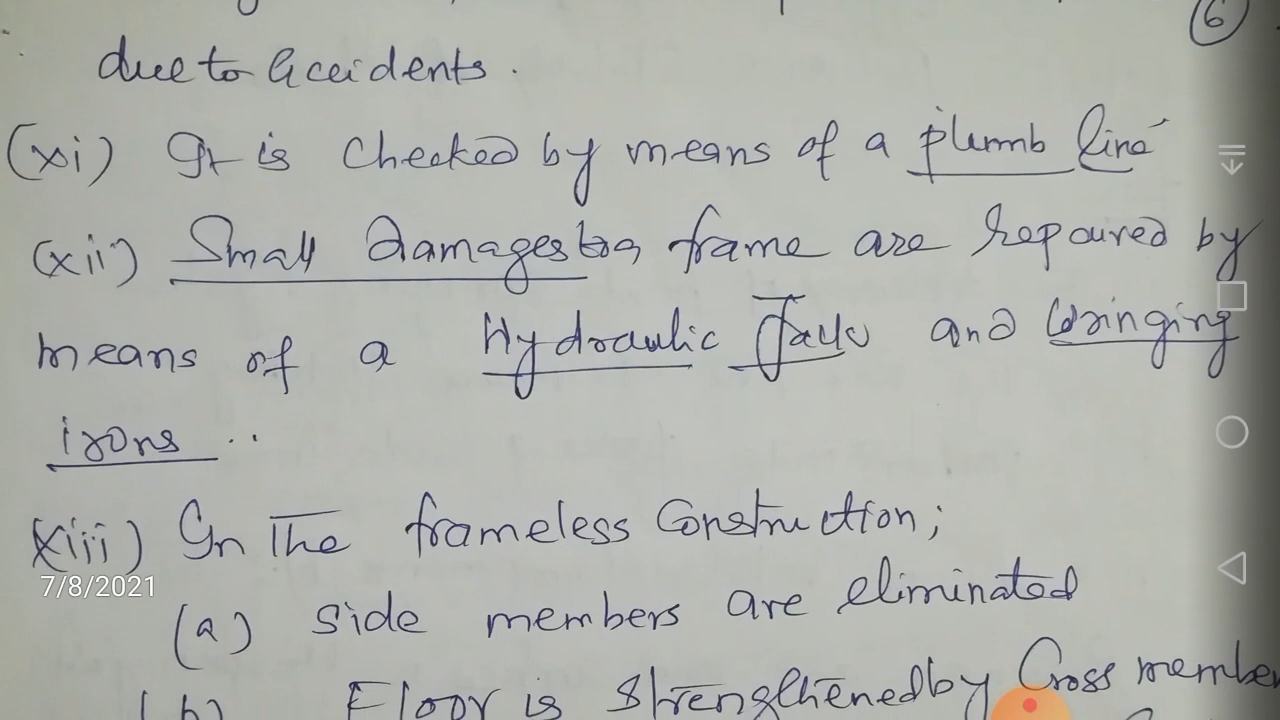 6
due to accidents.
(xi) It is Checked by means of a plumb line
(xii) Small Damages to a frame are repaired by
means of a Hydraulic Jack and Wringing
irons ..
(xiii) In The frameless Construction;
7/8/2021
(a) side members are eliminated
(b) Floor is Strengthened by Cross member